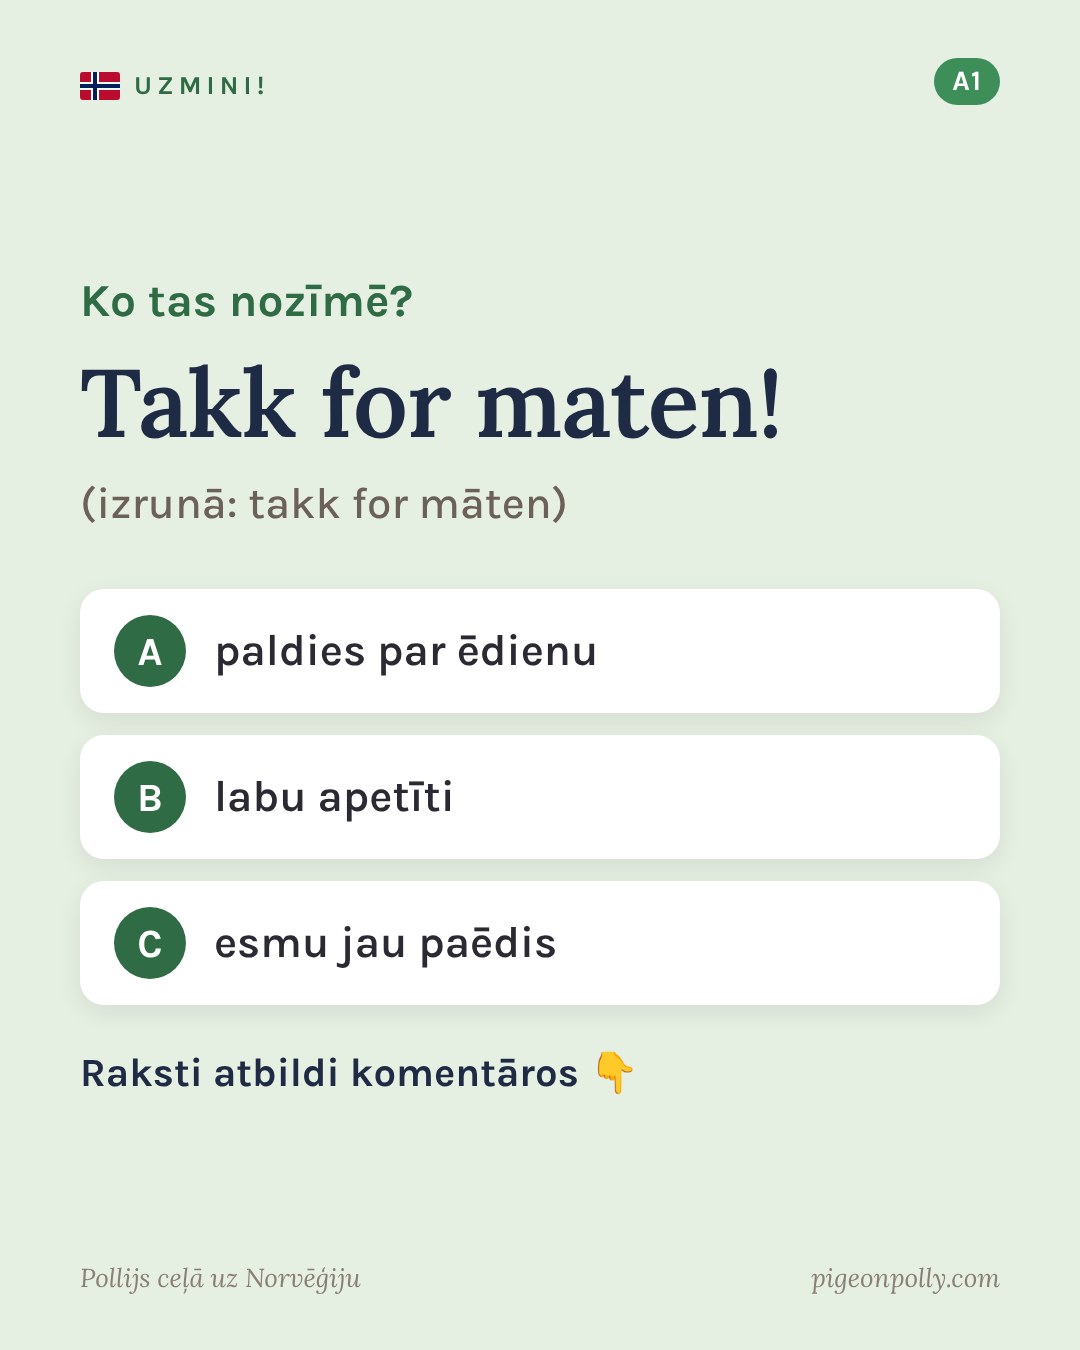 UZMINI!
A1
Ko tas nozīmē?
Takk for maten!
(izrunā: takk for māten)
A paldies par ēdienu
B labu apetīti
C esmu jau paēdis
Raksti atbildi komentāros 👇
Pollijs ceļā uz Norvēģiju
pigeonpolly.com